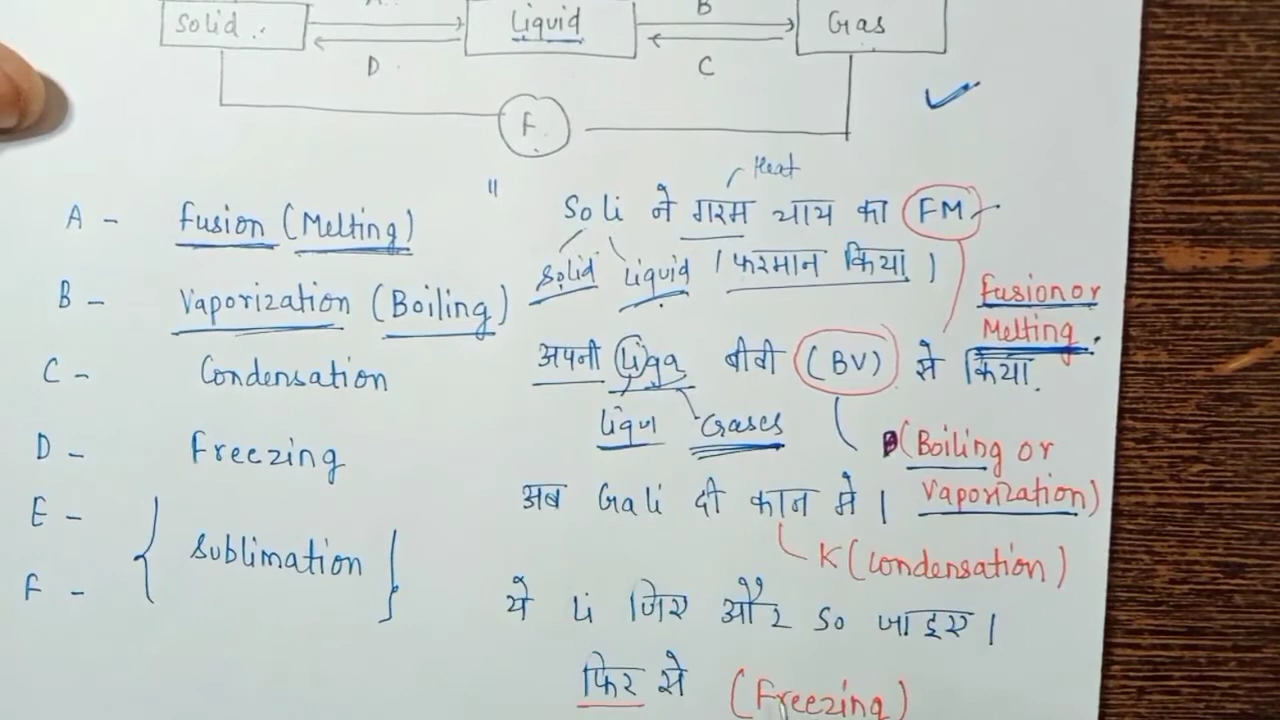 Solid Liquid Gas
B
D C
F
Heat
A - Fusion (Melting)
Soli ने गरम चाय का FM
Solid Liquid (फरमान किया)
B - Vaporization (Boiling)
Fusion or
Melting
अपनी Liga बीवी (BV) से किया
C - Condensation
Liqui Gases
D - Freezing
(Boiling or
Vaporization)
अब Gali दी कान में।
E -
Sublimation
K (Condensation)
F -
ये Li जिए और So जाइए।
फिर से (Freezing)